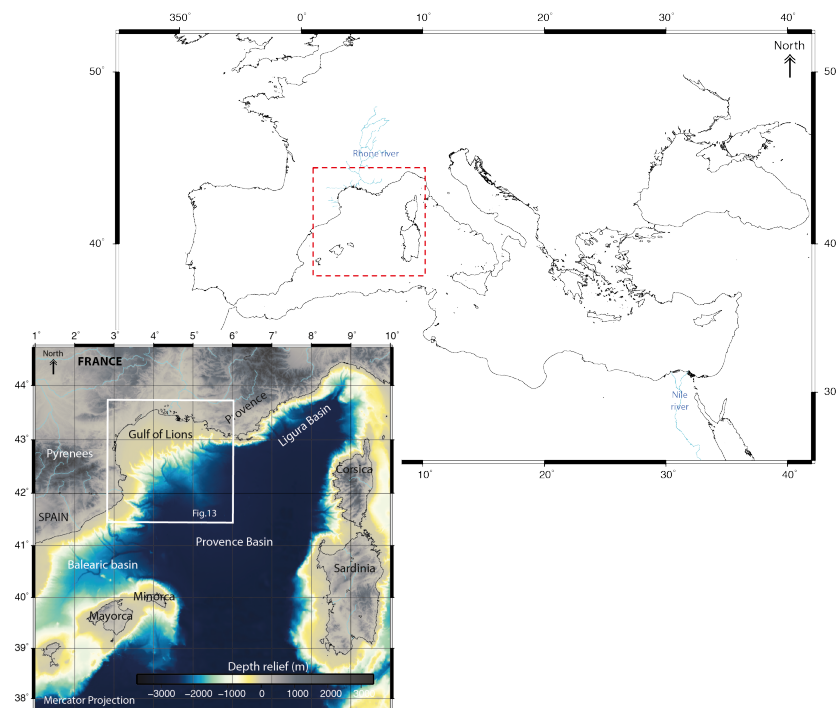 350° 0° 10° 20° 30° 40°
North
50° 50
Rhone river
40° 40
30
Nile
river
10° 20° 30° 40°
1° 2° 3° 4° 5° 6° 7° 8° 9° 10°
North
FRANCE
44°
Provence
Ligura Basin
Gulf of Lions
43°
Pyrenees
Corsica
42°
SPAIN
Fig.13
41°
Provence Basin
Balearic basin
Sardinia
40°
Minorca
Mayorca
39°
Depth relief (m)
−3000 −2000 −1000 0 1000 2000 3000
38°
Mercator Projection